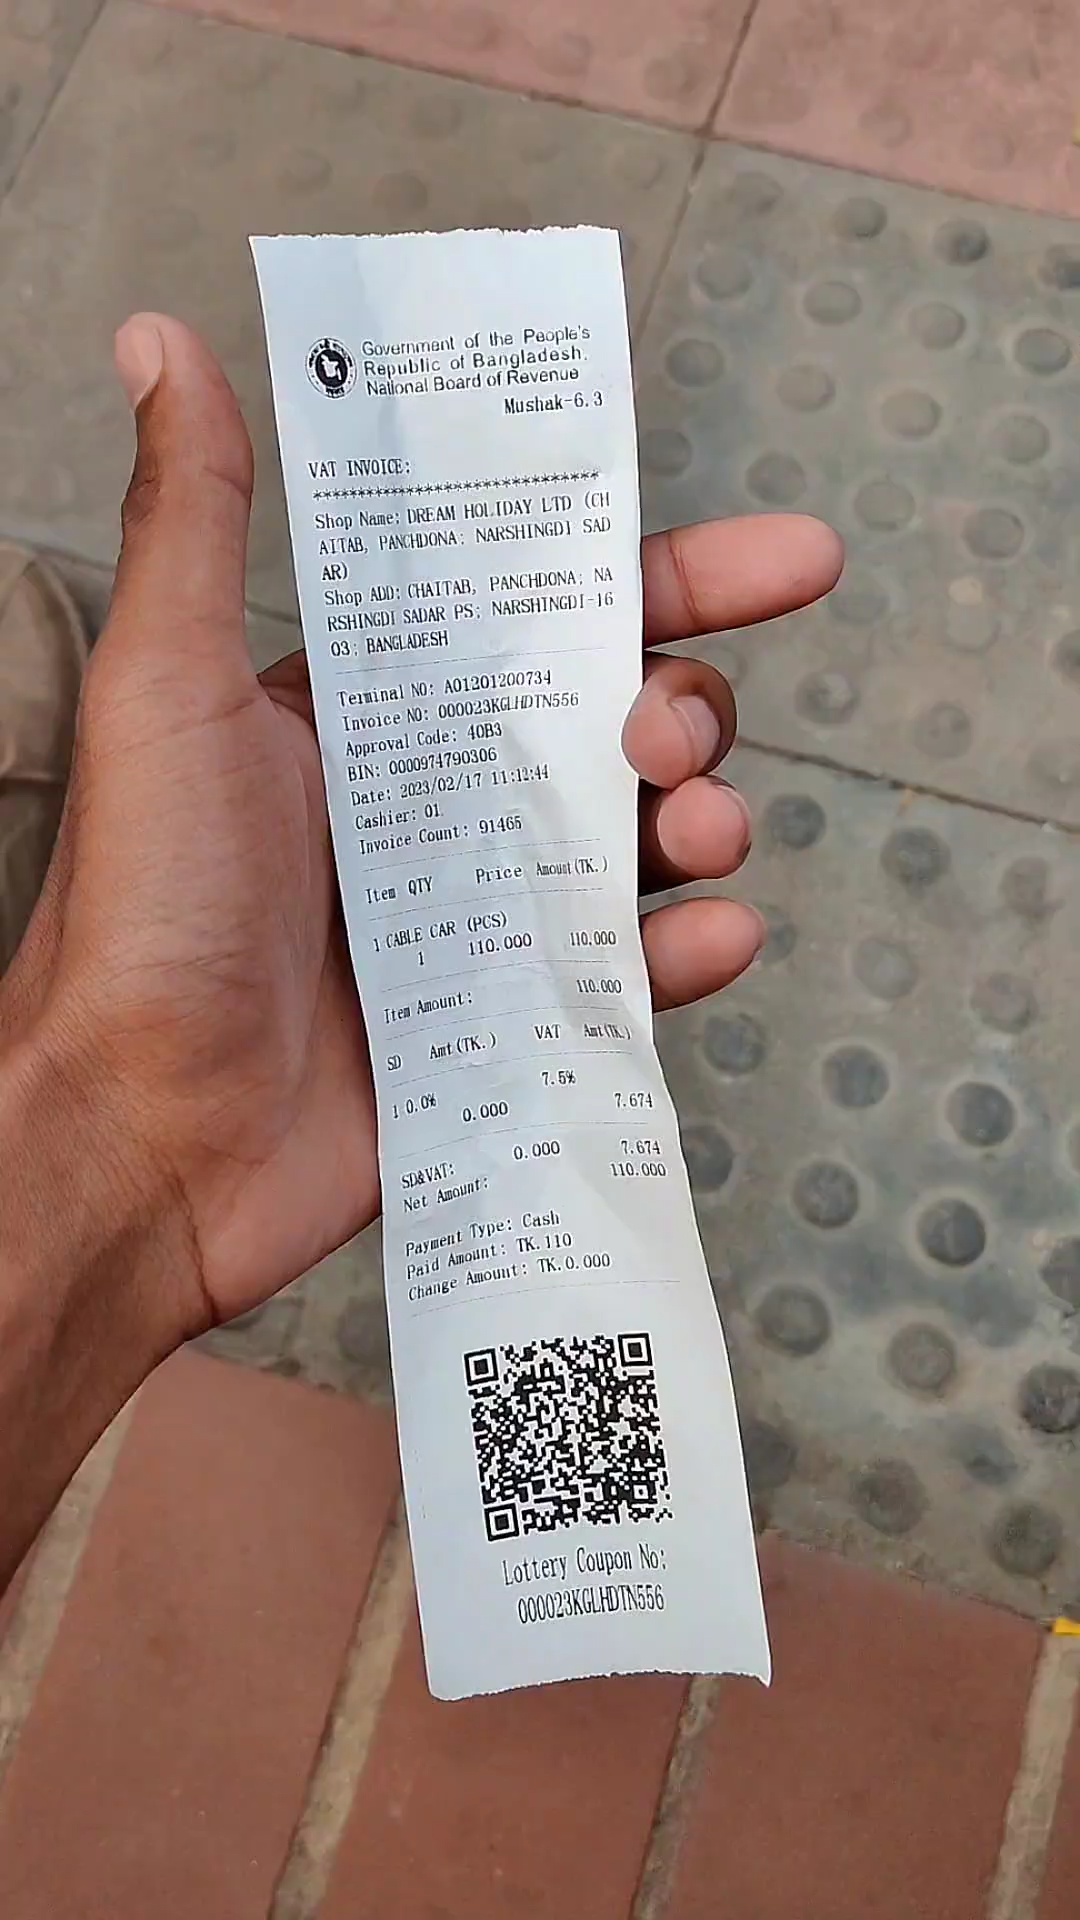 Government of the People's
Republic of Bangladesh.
National Board of Revenue
Mushak-6.3
VAT INVOICE:
******************************
Shop Name: DREAM HOLIDAY LTD (CH
AITAB, PANCHDONA; NARSHINGDI SAD
AR)
Shop ADD: CHAITAB, PANCHDONA; NA
RSHINGDI SADAR PS; NARSHINGDI-16
03; BANGLADESH
Terminal NO: A01201200734
Invoice NO: 000023KGLHDTN556
Approval Code: 40B3
BIN: 0000974790306
Date: 2023/02/17 11:12:44
Cashier: 01
Invoice Count: 91465
Item QTY Price Amount(TK.)
1 CABLE CAR (PCS)
1 110.000 110.000
Item Amount: 110.000
SD Amt(TK.) VAT Amt(TK.)
1 0.0% 7.5%
0.000 7.674
SD&VAT: 0.000 7.674
Net Amount: 110.000
Payment Type: Cash
Paid Amount: TK.110
Change Amount: TK.0.000
Lottery Coupon No:
000023KGLHDTN556